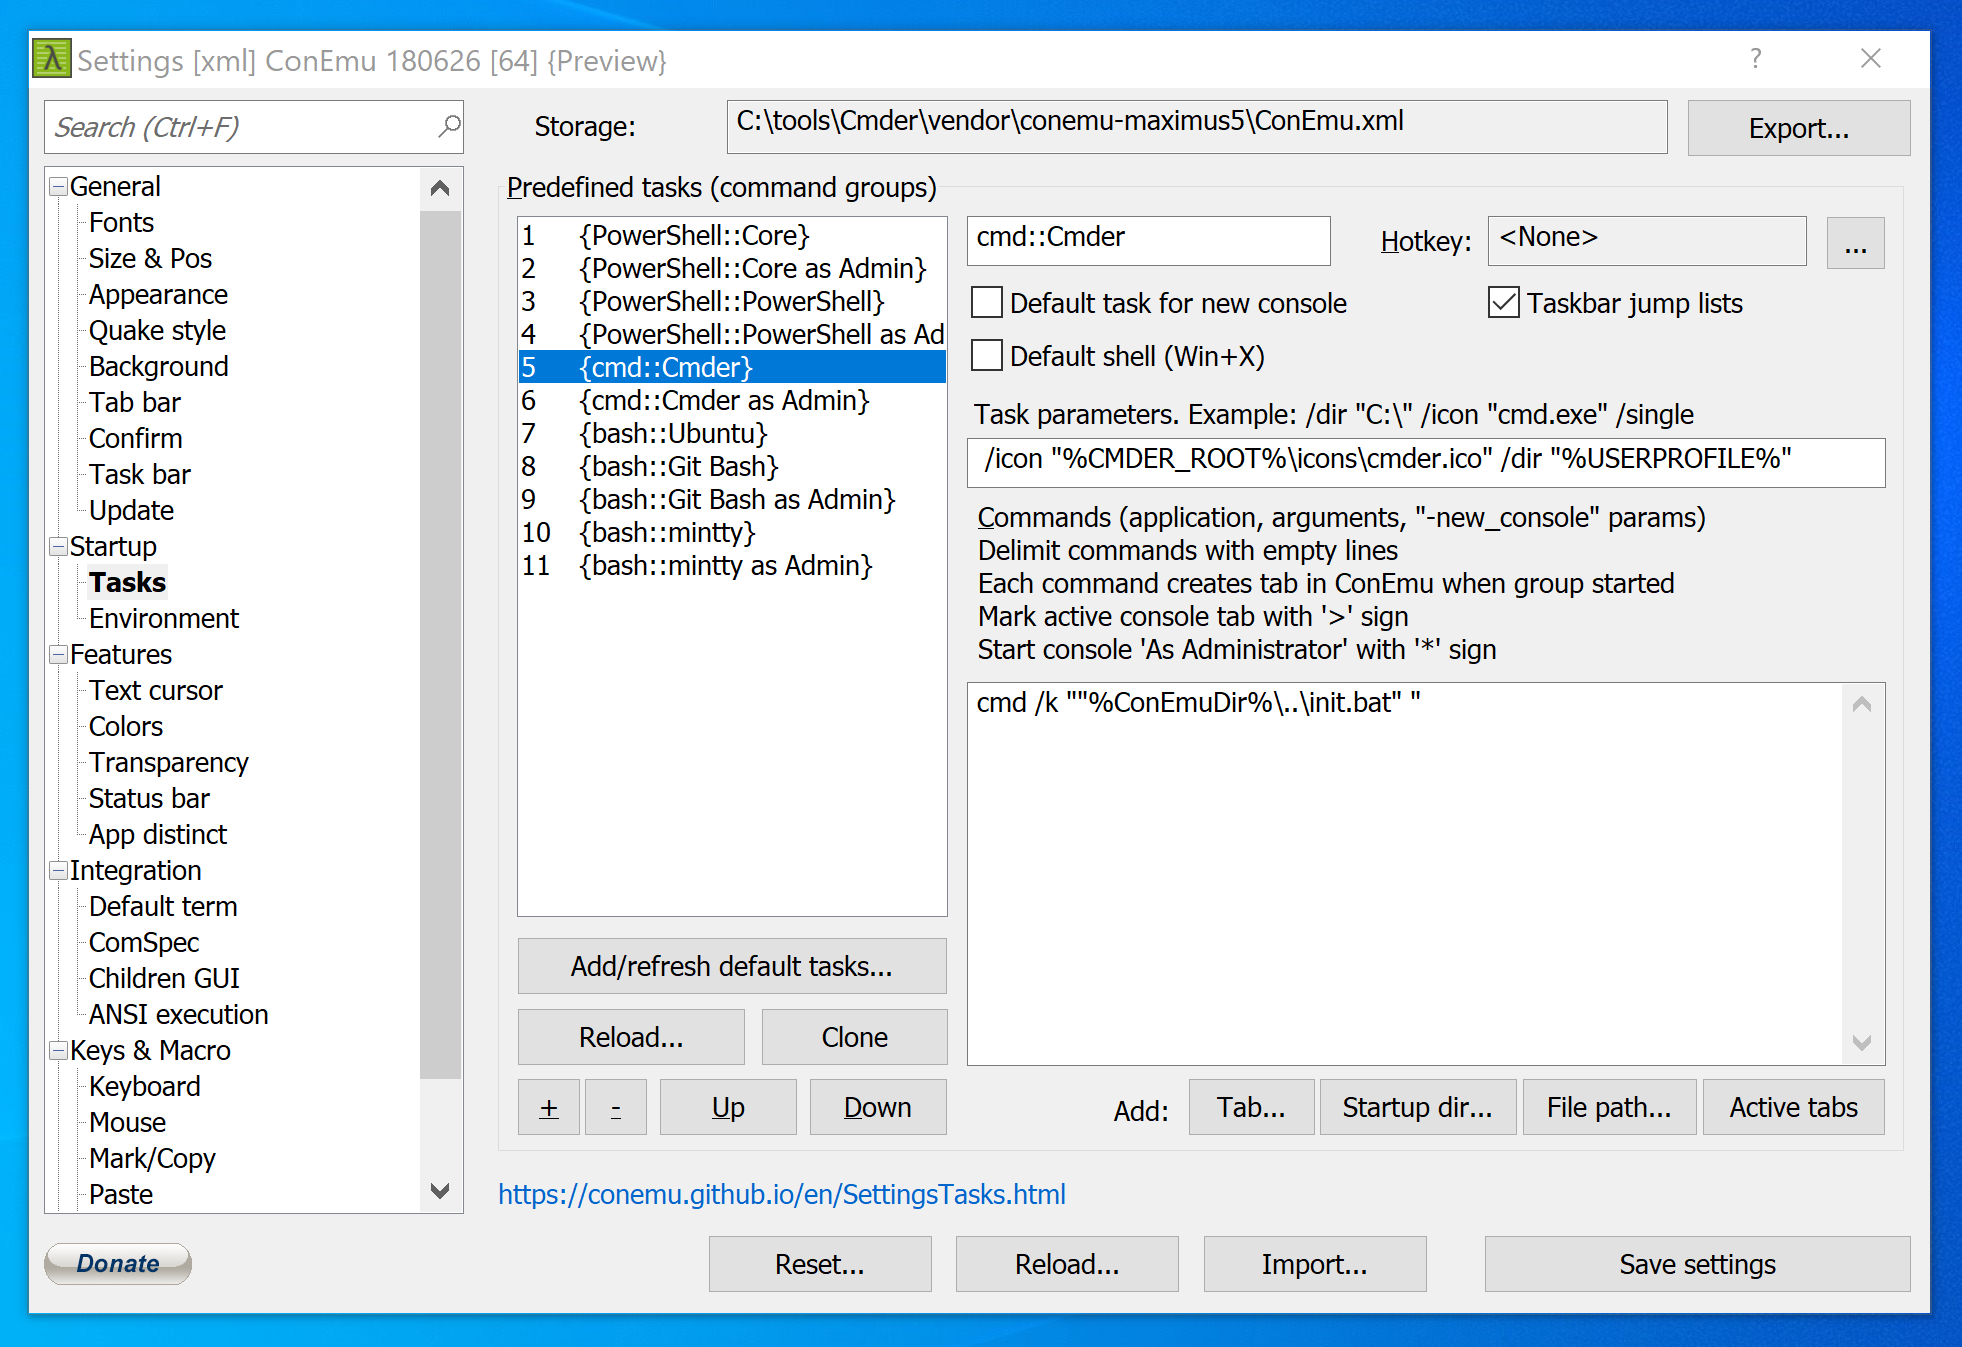 Settings [xml] ConEmu 180626 [64] {Preview}
?
Search (Ctrl+F)
Storage:
C:\tools\Cmder\vendor\conemu-maximus5\ConEmu.xml
Export...
General
Fonts
Size & Pos
Appearance
Quake style
Background
Tab bar
Confirm
Task bar
Update
Startup
Tasks
Environment
Features
Text cursor
Colors
Transparency
Status bar
App distinct
Integration
Default term
ComSpec
Children GUI
ANSI execution
Keys & Macro
Keyboard
Mouse
Mark/Copy
Paste
Donate
Predefined tasks (command groups)
1 {PowerShell::Core}
2 {PowerShell::Core as Admin}
3 {PowerShell::PowerShell}
4 {PowerShell::PowerShell as Ad
5 {cmd::Cmder}
6 {cmd::Cmder as Admin}
7 {bash::Ubuntu}
8 {bash::Git Bash}
9 {bash::Git Bash as Admin}
10 {bash::mintty}
11 {bash::mintty as Admin}
Add/refresh default tasks...
Reload...
Clone
+
-
Up
Down
cmd::Cmder
Hotkey:
<None>
...
Default task for new console
Taskbar jump lists
Default shell (Win+X)
Task parameters. Example: /dir "C:\" /icon "cmd.exe" /single
/icon "%CMDER_ROOT%\icons\cmder.ico" /dir "%USERPROFILE%"
Commands (application, arguments, "-new_console" params)
Delimit commands with empty lines
Each command creates tab in ConEmu when group started
Mark active console tab with '>' sign
Start console 'As Administrator' with '*' sign
cmd /k ""%ConEmuDir%\..\init.bat" "
Add:
Tab...
Startup dir...
File path...
Active tabs
https://conemu.github.io/en/SettingsTasks.html
Reset...
Reload...
Import...
Save settings